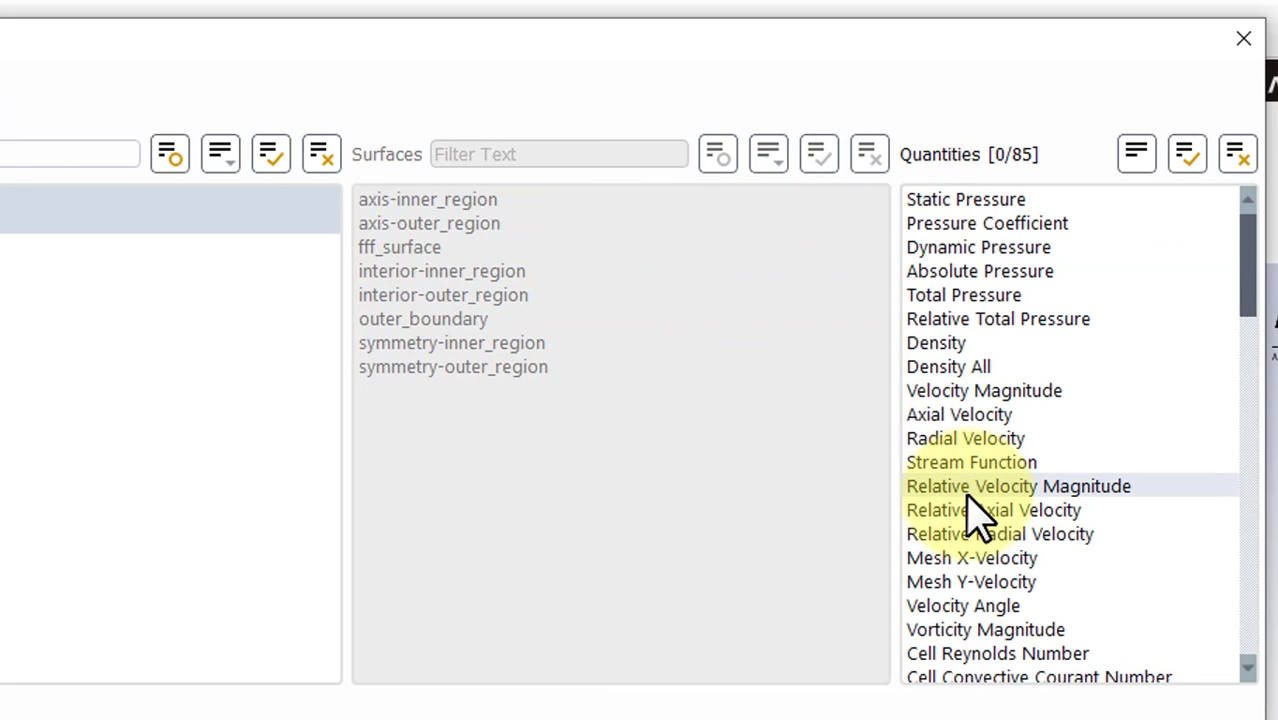 Surfaces
Filter Text
Quantities [0/85]
axis-inner_region
axis-outer_region
fff_surface
interior-inner_region
interior-outer_region
outer_boundary
symmetry-inner_region
symmetry-outer_region
Static Pressure
Pressure Coefficient
Dynamic Pressure
Absolute Pressure
Total Pressure
Relative Total Pressure
Density
Density All
Velocity Magnitude
Axial Velocity
Radial Velocity
Stream Function
Relative Velocity Magnitude
Relative Axial Velocity
Relative Radial Velocity
Mesh X-Velocity
Mesh Y-Velocity
Velocity Angle
Vorticity Magnitude
Cell Reynolds Number
Cell Convective Courant Number